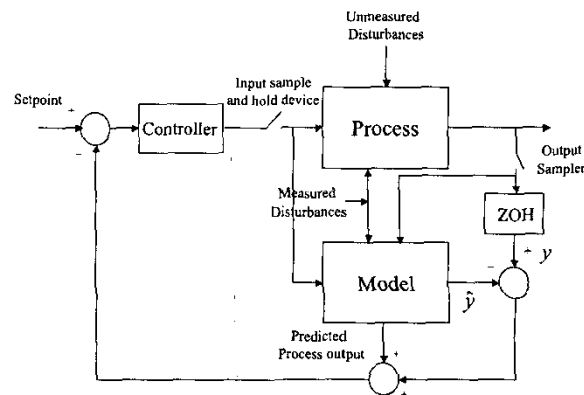 Unmeasured
Disturbances
Input sample
and hold device
Setpoint
+
−
Controller
Process
Output
Sampler
Measured
Disturbances
ZOH
+ y
Model
−
ŷ
Predicted
Process output
+
+